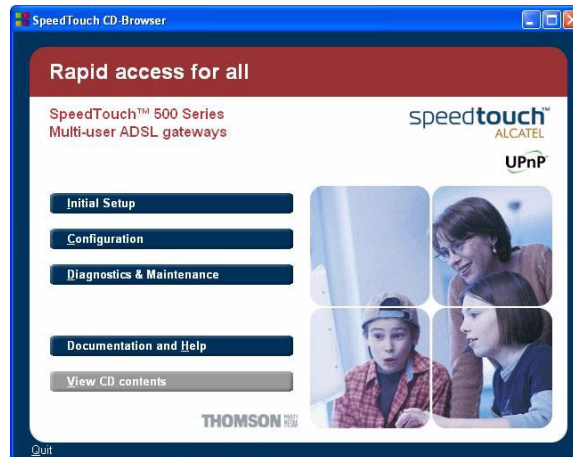 SpeedTouch CD-Browser
Rapid access for all
SpeedTouch™ 500 Series
Multi-user ADSL gateways
speedtouch™
ALCATEL
UPnP
Initial Setup
Configuration
Diagnostics & Maintenance
Documentation and Help
View CD contents
THOMSON
Quit